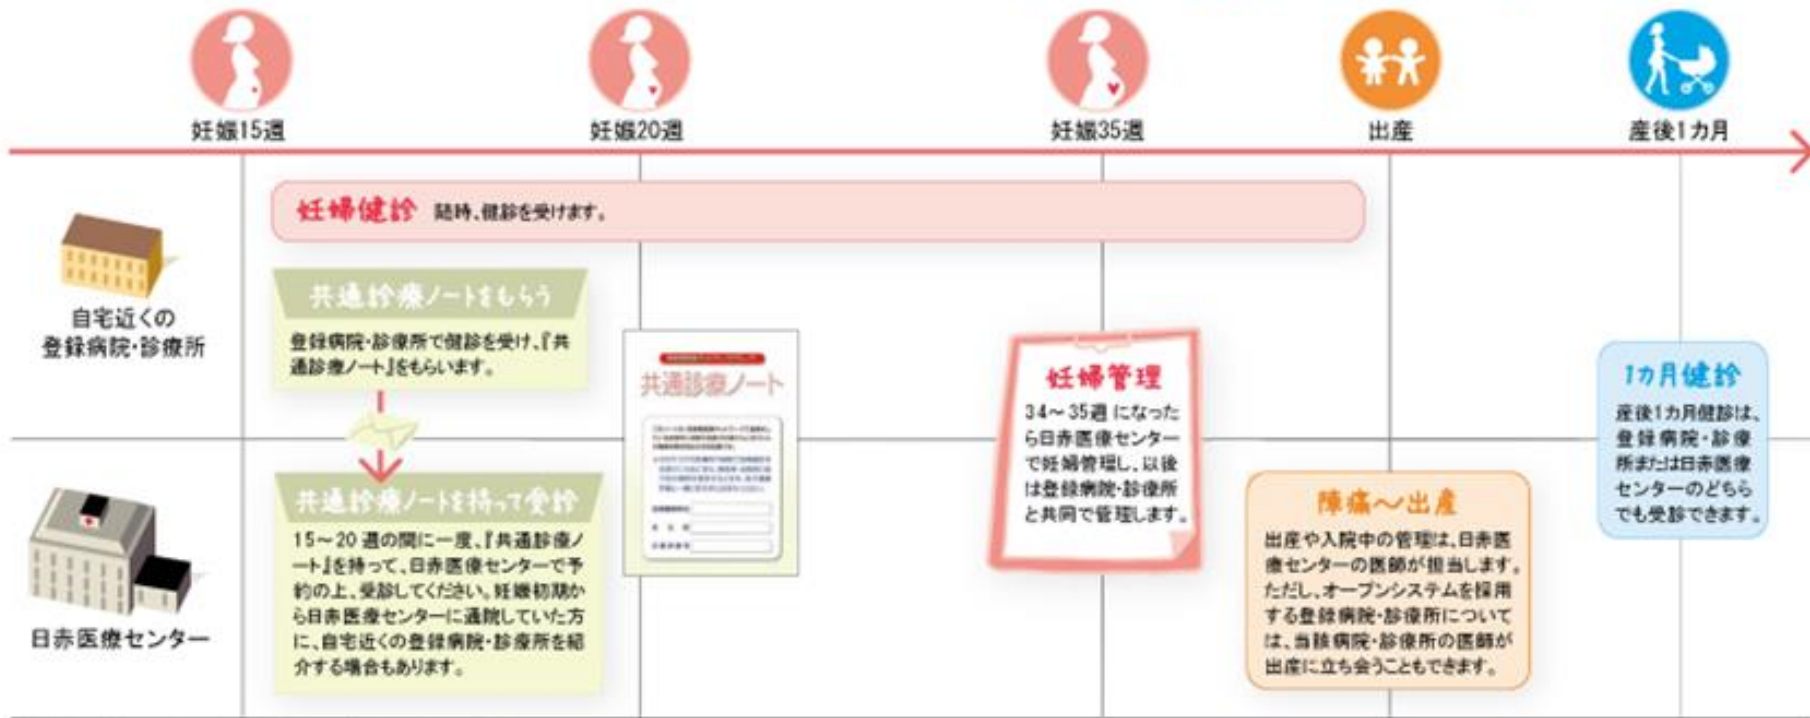 妊娠15週
妊娠20週
妊娠35週
出産
産後1カ月
妊婦健診 随時、健診を受けます。
自宅近くの
登録病院・診療所
共通診療ノートをもらう
登録病院・診療所で健診を受け、『共
通診療ノート』をもらいます。
共通診療ノート
妊婦管理
34～35週になった
ら日赤医療センター
で妊婦管理し、以後
は登録病院・診療所
と共同で管理します。
1カ月健診
産後1カ月健診は、
登録病院・診療
所または日赤医療
センターのどちら
でも受診できます。
日赤医療センター
共通診療ノートを持って受診
15～20週の間に一度、『共通診療ノ
ート』を持って、日赤医療センターで予
約の上、受診してください。妊娠初期か
ら日赤医療センターに通院していた方
に、自宅近くの登録病院・診療所を紹
介する場合もあります。
陣痛～出産
出産や入院中の管理は、日赤医
療センターの医師が担当します。
ただし、オープンシステムを採用
する登録病院・診療所について
は、当該病院・診療所の医師が
出産に立ち会うこともできます。